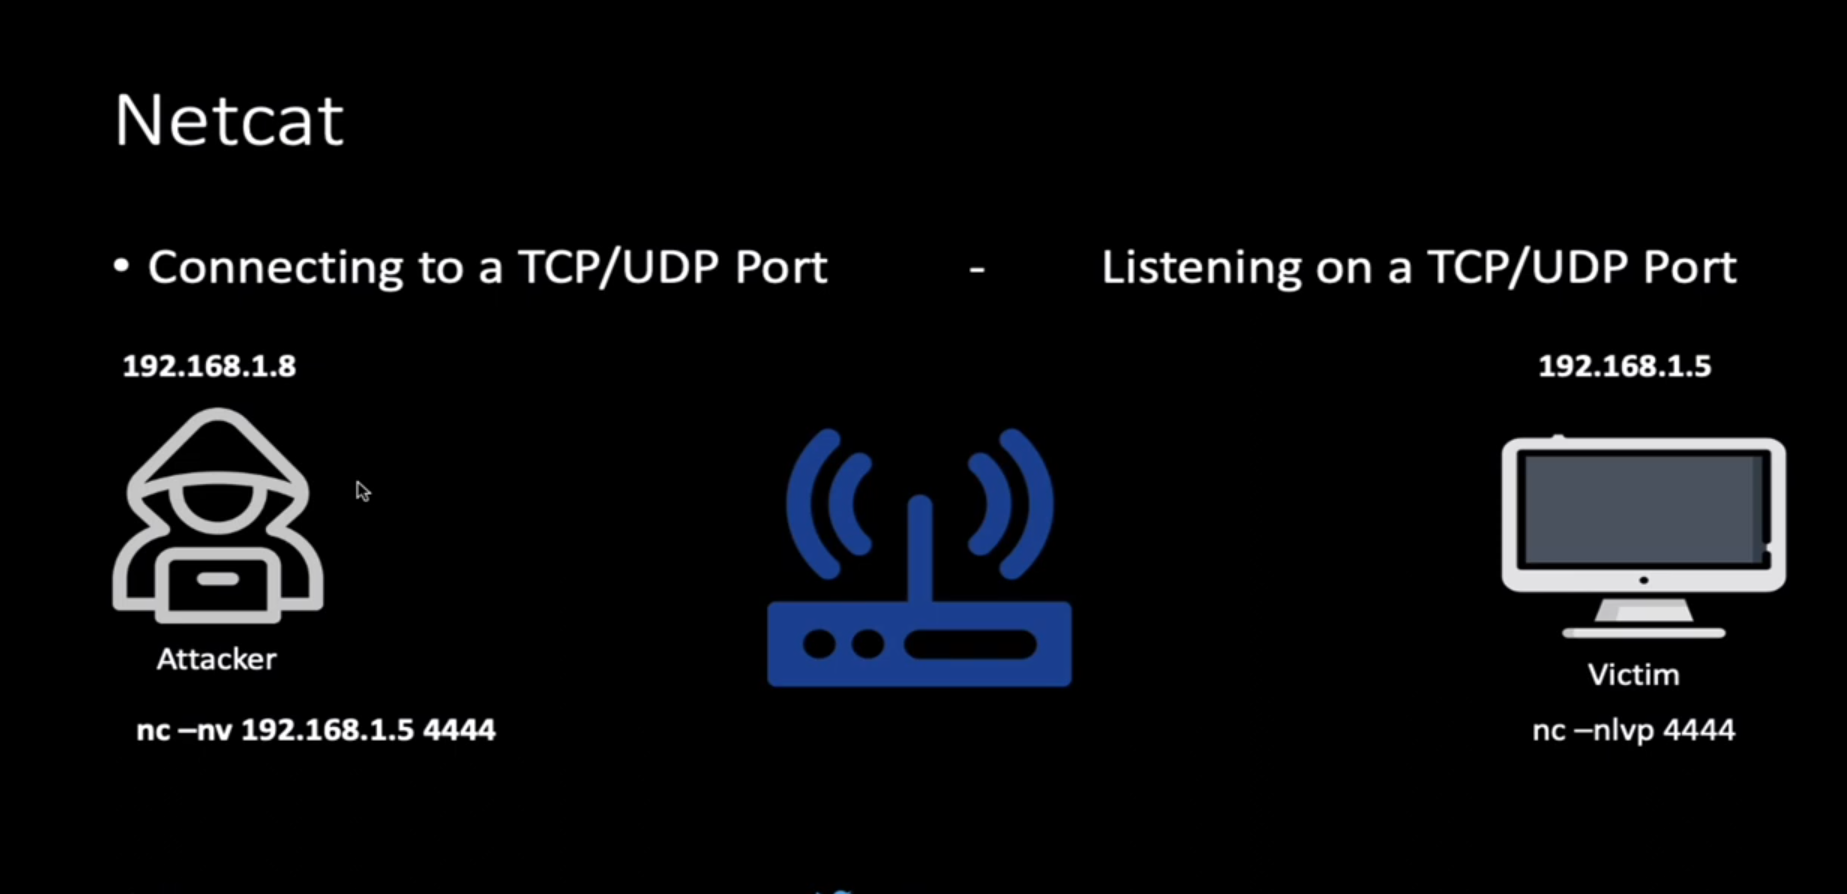 Netcat
• Connecting to a TCP/UDP Port - Listening on a TCP/UDP Port
192.168.1.8
192.168.1.5
Attacker
Victim
nc –nv 192.168.1.5 4444
nc –nlvp 4444